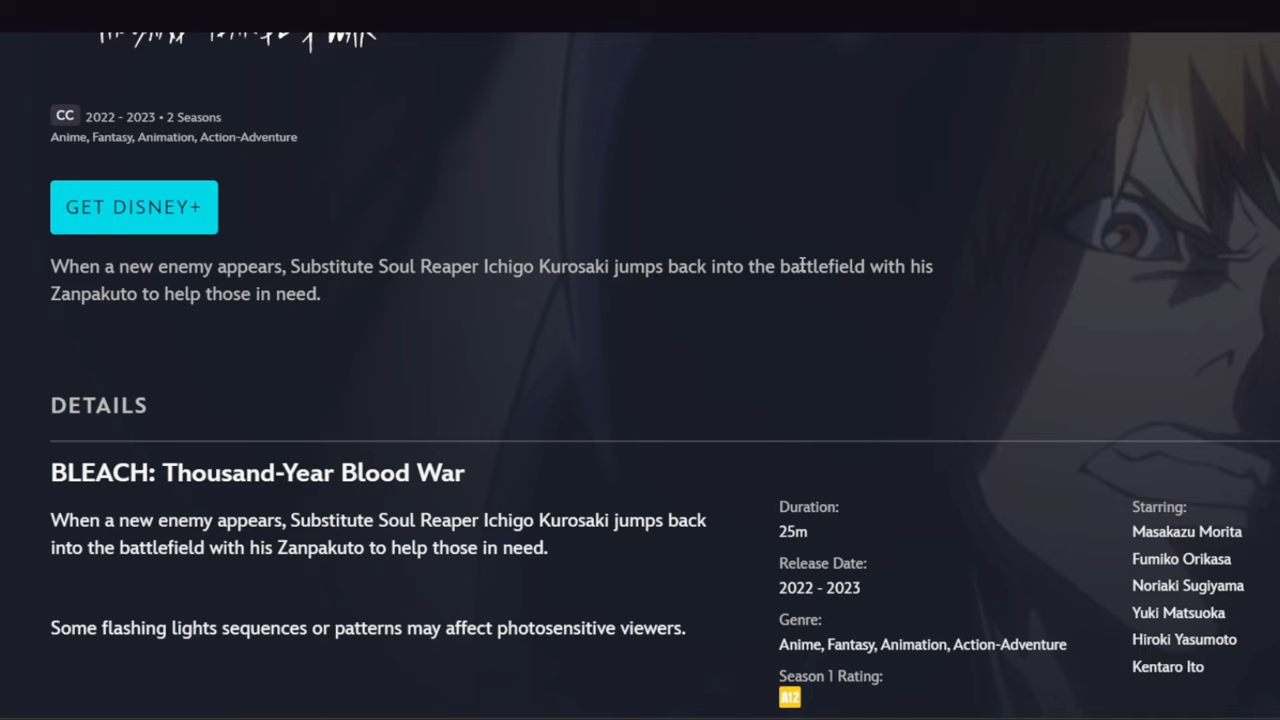 CC 2022 - 2023 • 2 Seasons
Anime, Fantasy, Animation, Action-Adventure
GET DISNEY+
When a new enemy appears, Substitute Soul Reaper Ichigo Kurosaki jumps back into the battlefield with his
Zanpakuto to help those in need.
DETAILS
BLEACH: Thousand-Year Blood War
When a new enemy appears, Substitute Soul Reaper Ichigo Kurosaki jumps back
into the battlefield with his Zanpakuto to help those in need.
Some flashing lights sequences or patterns may affect photosensitive viewers.
Duration:
25m
Release Date:
2022 - 2023
Genre:
Anime, Fantasy, Animation, Action-Adventure
Season 1 Rating:
A12
Starring:
Masakazu Morita
Fumiko Orikasa
Noriaki Sugiyama
Yuki Matsuoka
Hiroki Yasumoto
Kentaro Ito